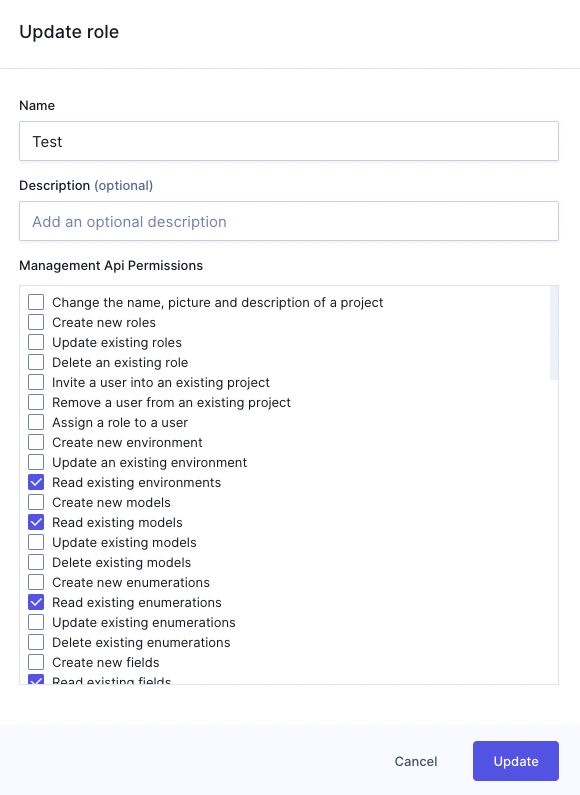 Update role
Name
Test
Description (optional)
Add an optional description
Management Api Permissions
Change the name, picture and description of a project
Create new roles
Update existing roles
Delete an existing role
Invite a user into an existing project
Remove a user from an existing project
Assign a role to a user
Create new environment
Update an existing environment
Read existing environments
Create new models
Read existing models
Update existing models
Delete existing models
Create new enumerations
Read existing enumerations
Update existing enumerations
Delete existing enumerations
Create new fields
Read existing fields
Cancel
Update